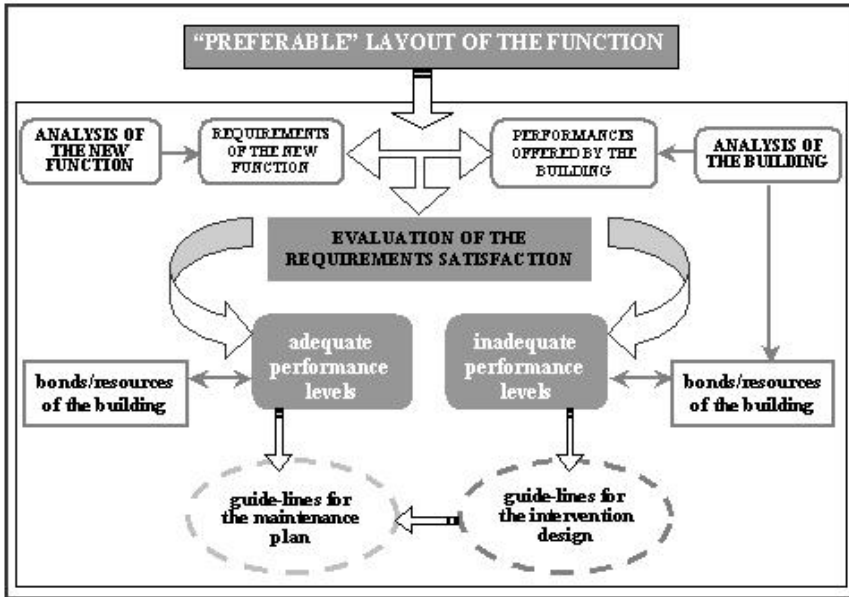 “PREFERABLE” LAYOUT OF THE FUNCTION
ANALYSIS OF
THE NEW
FUNCTION
REQUIREMENTS
OF THE NEW
FUNCTION
PERFORMANCES
OFFERED BY THE
BUILDING
ANALYSIS OF
THE BUILDING
EVALUATION OF THE
REQUIREMENTS SATISFACTION
adequate
performance
levels
inadequate
performance
levels
bonds/resources
of the building
bonds/resources
of the building
guide-lines for
the maintenance
plan
guide-lines for
the intervention
design